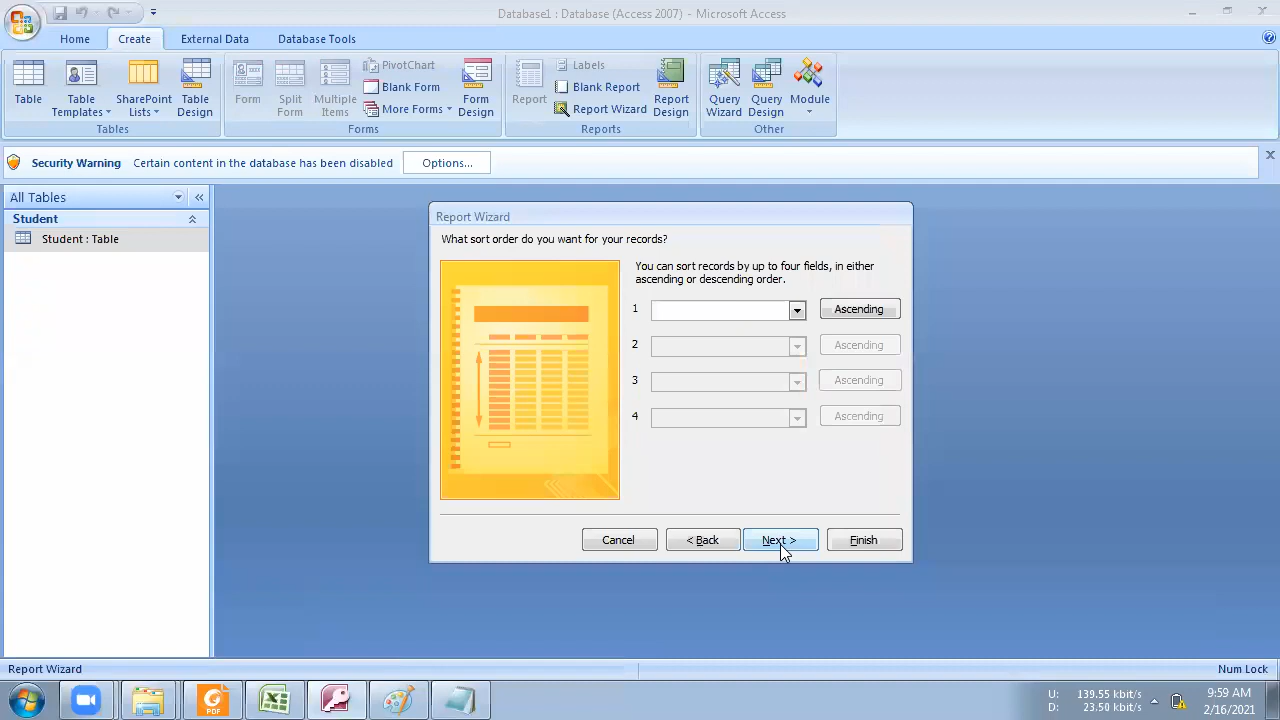 Database1 : Database (Access 2007) - Microsoft Access
Home Create External Data Database Tools
Table
Table Templates
SharePoint Lists
Table Design
Tables
Form
Split Form
Multiple Items
PivotChart
Blank Form
More Forms
Form Design
Forms
Report
Labels
Blank Report
Report Wizard
Report Design
Reports
Query Wizard
Query Design
Module
Other
Security Warning Certain content in the database has been disabled Options...
All Tables
Student
Student : Table
Report Wizard
What sort order do you want for your records?
You can sort records by up to four fields, in either
ascending or descending order.
1 Ascending
2 Ascending
3 Ascending
4 Ascending
Cancel < Back Next > Finish
Report Wizard Num Lock
PDF
U: 139.55 kbit/s
D: 23.50 kbit/s
9:59 AM
2/16/2021